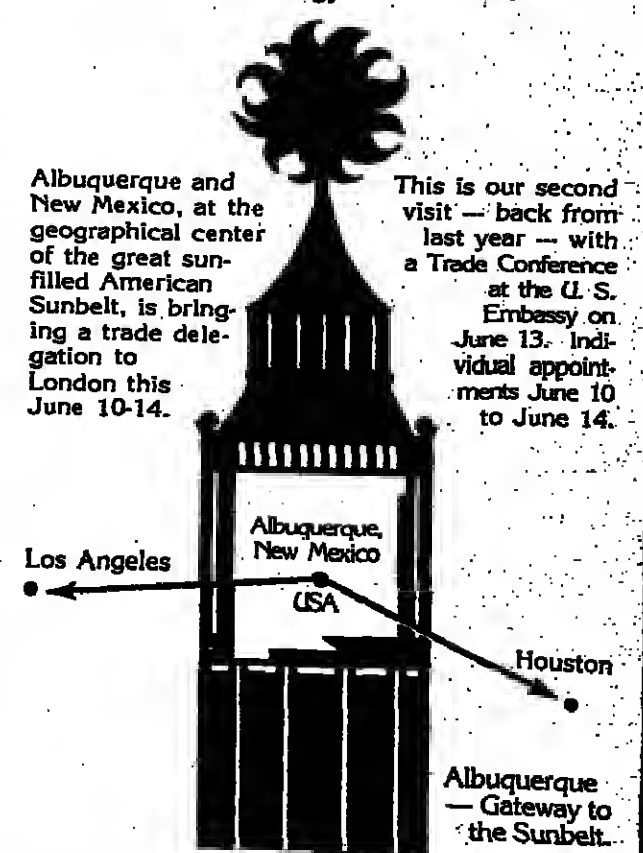 Albuquerque and
New Mexico, at the
geographical center
of the great sun-
filled American
Sunbelt, is bring-
ing a trade dele-
gation to
London this
June 10-14.
This is our second
visit — back from
last year — with
a Trade Conference
at the U. S.
Embassy on
June 13. Indi-
vidual appoint-
ments June 10
to June 14.
Albuquerque,
New Mexico
USA
Los Angeles
Houston
Albuquerque
— Gateway to
the Sunbelt.